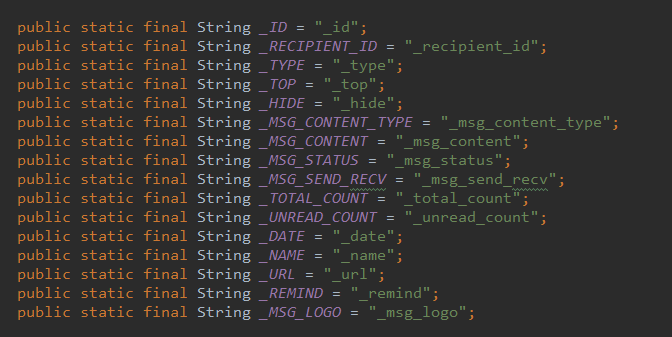 public static final String _ID = "_id";
public static final String _RECIPIENT_ID = "_recipient_id";
public static final String _TYPE = "_type";
public static final String _TOP = "_top";
public static final String _HIDE = "_hide";
public static final String _MSG_CONTENT_TYPE = "_msg_content_type";
public static final String _MSG_CONTENT = "_msg_content";
public static final String _MSG_STATUS = "_msg_status";
public static final String _MSG_SEND_RECV = "_msg_send_recv";
public static final String _TOTAL_COUNT = "_total_count";
public static final String _UNREAD_COUNT = "_unread_count";
public static final String _DATE = "_date";
public static final String _NAME = "_name";
public static final String _URL = "_url";
public static final String _REMIND = "_remind";
public static final String _MSG_LOGO = "_msg_logo";